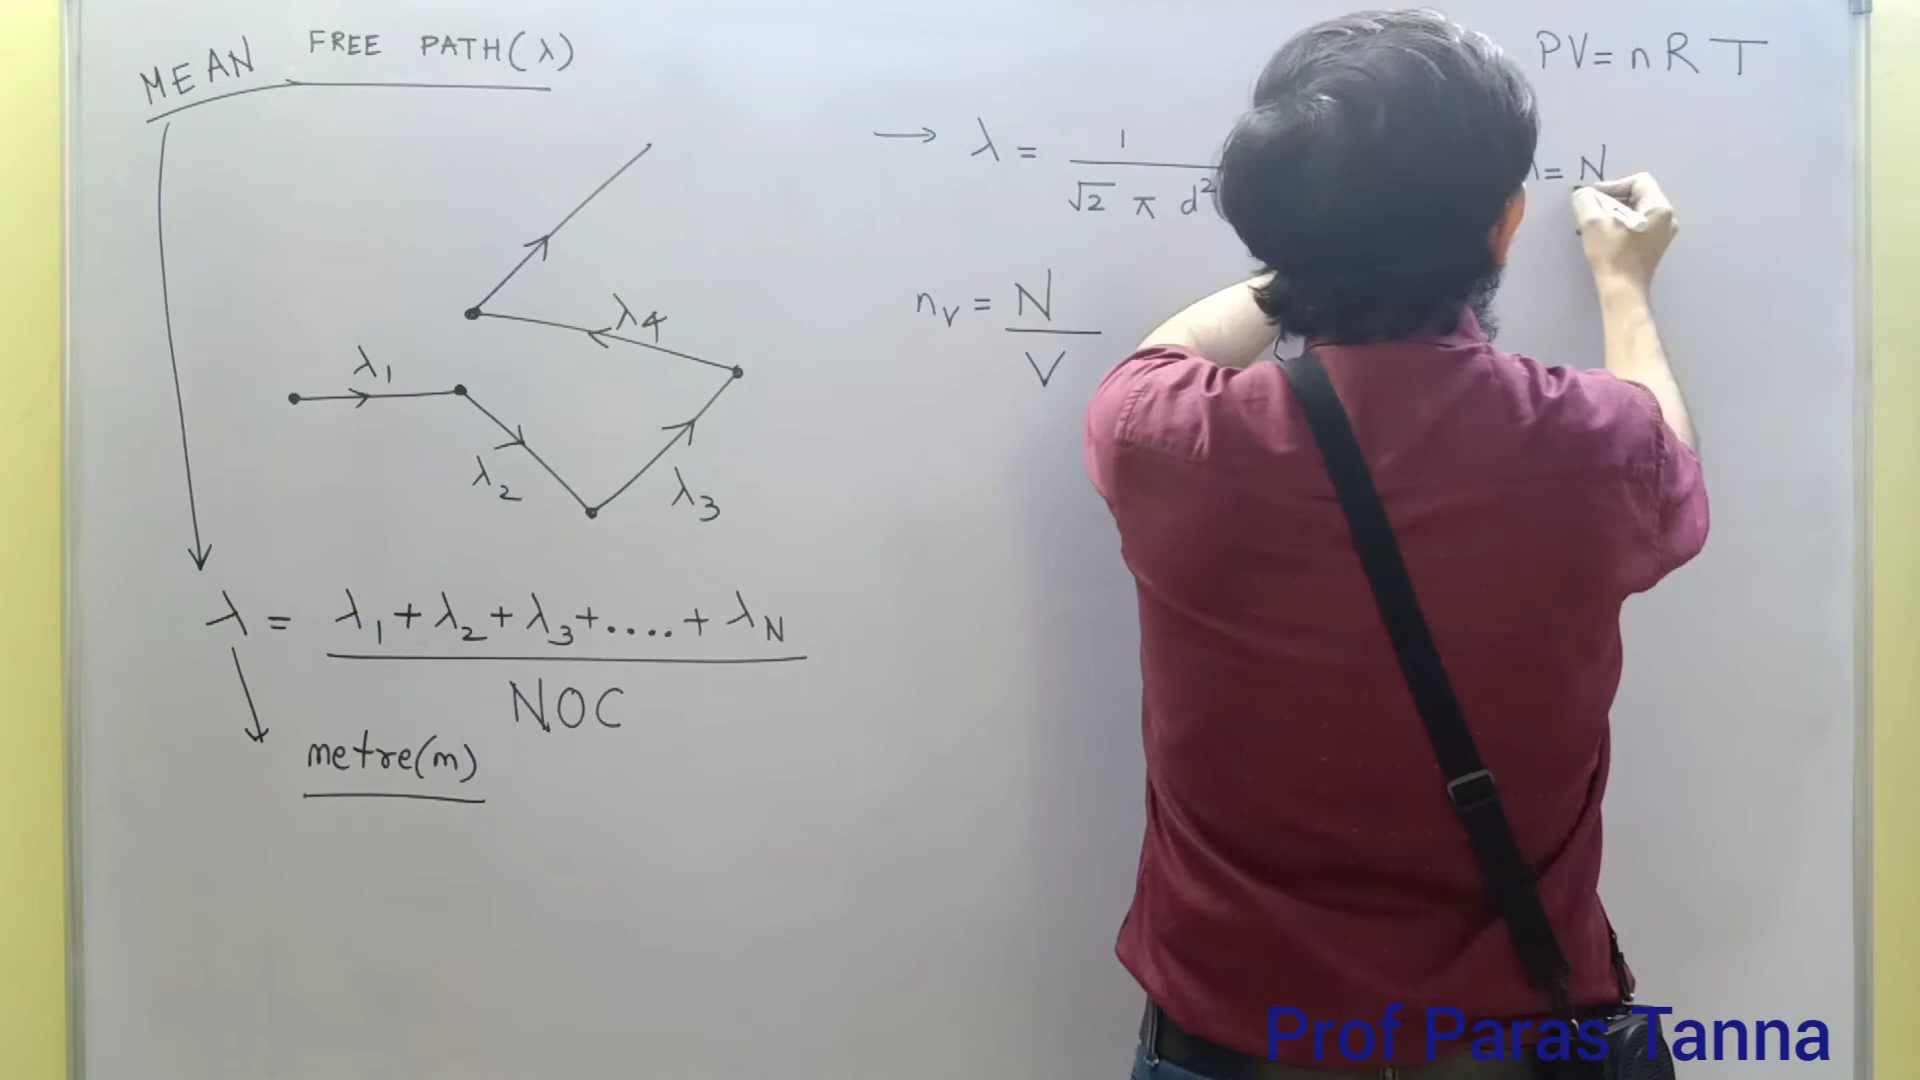 MEAN FREE PATH(λ)
λ1
λ2
λ3
λ4
λ = λ1 + λ2 + λ3 + .... + λN
NOC
metre(m)
PV = nRT
→ λ = 1
√2 π d²
= N
nv = N
V
Prof Paras Tanna